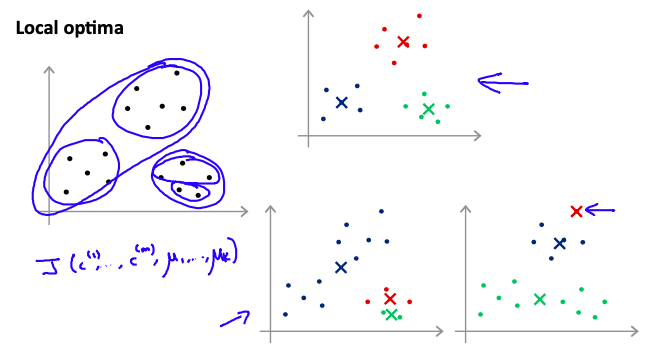 Local optima
J (c⁽¹⁾, ..., c⁽ᵐ⁾, μ₁, ..., μₖ)